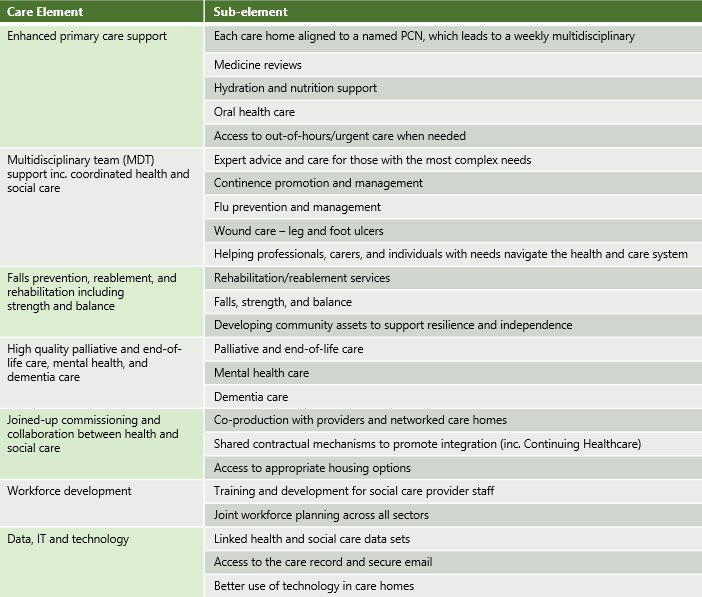 Care Element Sub-element
Enhanced primary care support Each care home aligned to a named PCN, which leads to a weekly multidisciplinary
Medicine reviews
Hydration and nutrition support
Oral health care
Access to out-of-hours/urgent care when needed
Multidisciplinary team (MDT)
support inc. coordinated health and
social care
Expert advice and care for those with the most complex needs
Continence promotion and management
Flu prevention and management
Wound care – leg and foot ulcers
Helping professionals, carers, and individuals with needs navigate the health and care system
Falls prevention, reablement, and
rehabilitation including
strength and balance
Rehabilitation/reablement services
Falls, strength, and balance
Developing community assets to support resilience and independence
High quality palliative and end-of-
life care, mental health, and
dementia care
Palliative and end-of-life care
Mental health care
Dementia care
Joined-up commissioning and
collaboration between health and
social care
Co-production with providers and networked care homes
Shared contractual mechanisms to promote integration (inc. Continuing Healthcare)
Access to appropriate housing options
Workforce development Training and development for social care provider staff
Joint workforce planning across all sectors
Data, IT and technology Linked health and social care data sets
Access to the care record and secure email
Better use of technology in care homes